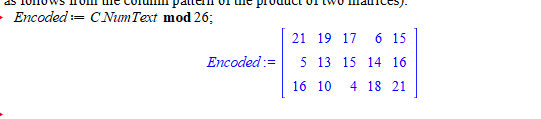 as follows from the column pattern of the product of two matrices).
Encoded := C.NumText mod 26;
21 19 17 6 15
Encoded := 5 13 15 14 16
16 10 4 18 21